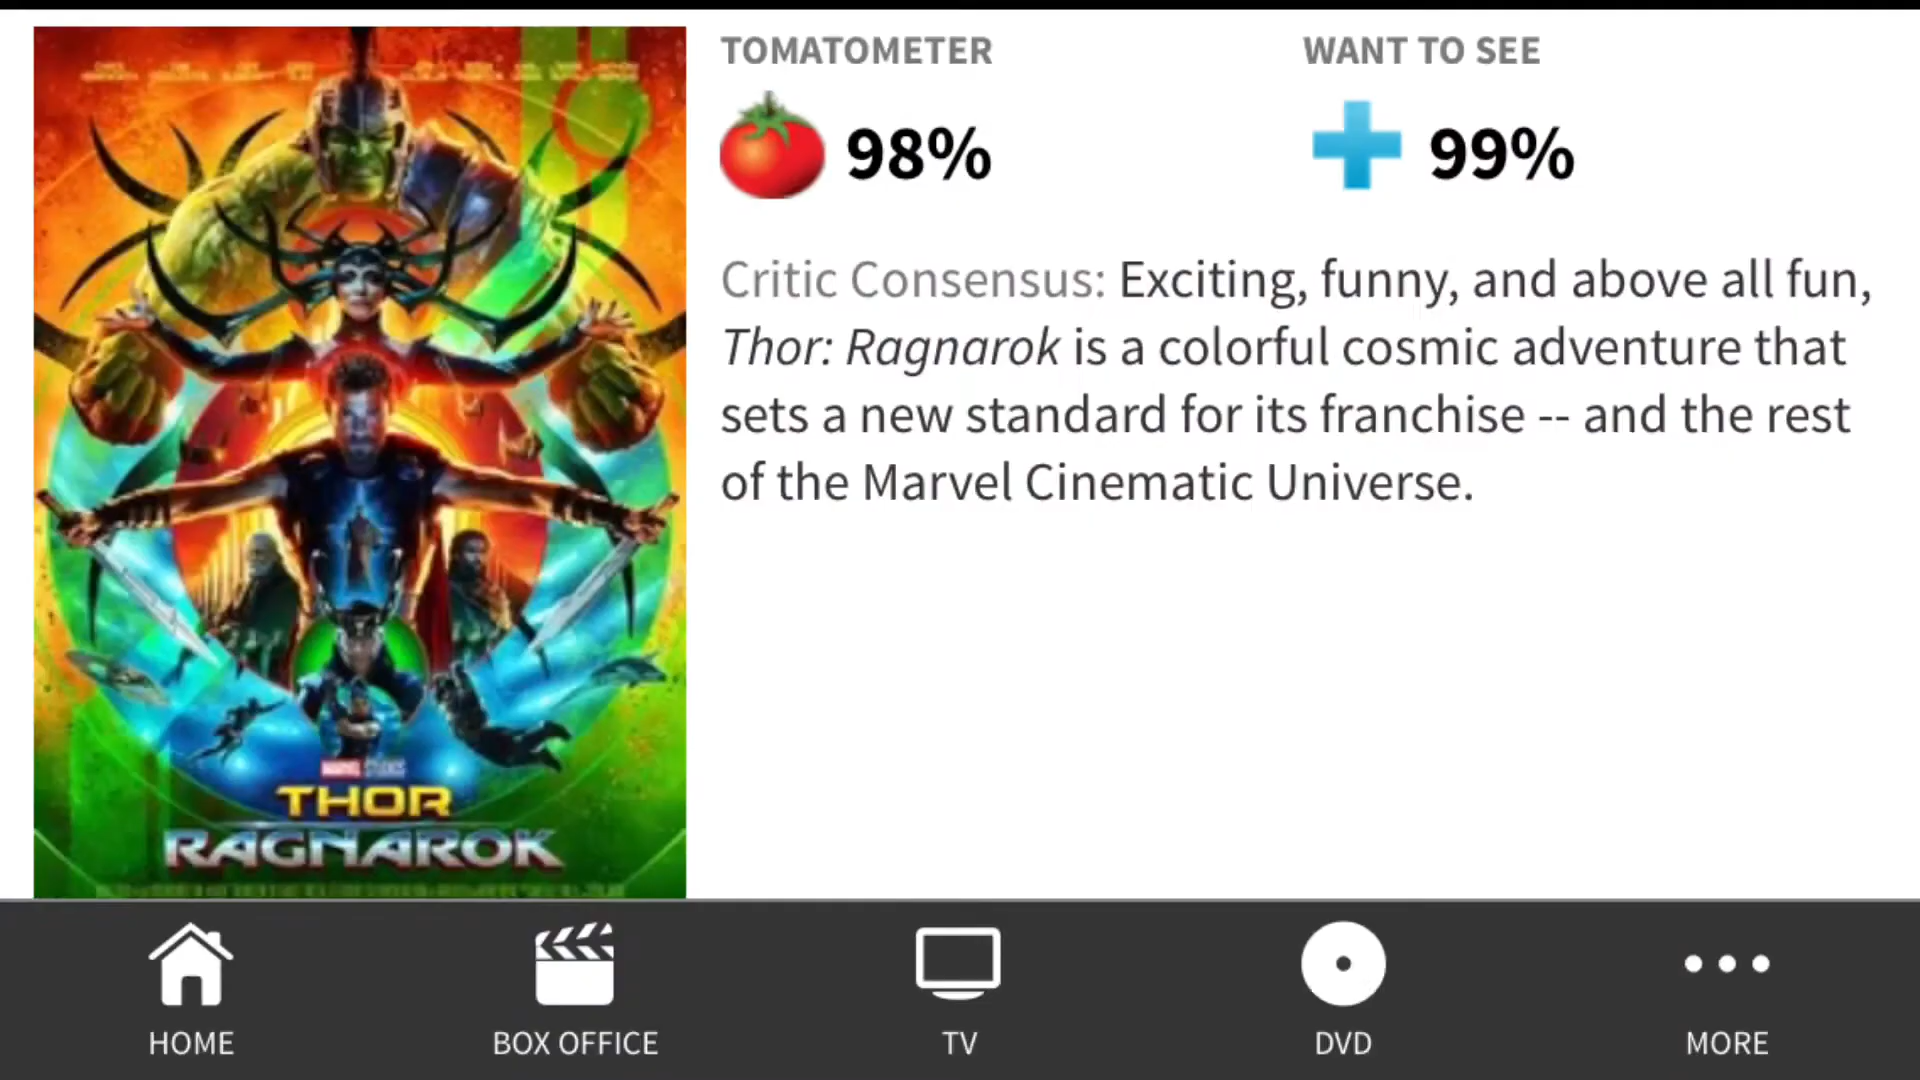 TOMATOMETER
98%
WANT TO SEE
99%
Critic Consensus: Exciting, funny, and above all fun,
Thor: Ragnarok is a colorful cosmic adventure that
sets a new standard for its franchise -- and the rest
of the Marvel Cinematic Universe.
MARVEL STUDIOS
THOR
RAGNAROK
HOME
BOX OFFICE
TV
DVD
MORE